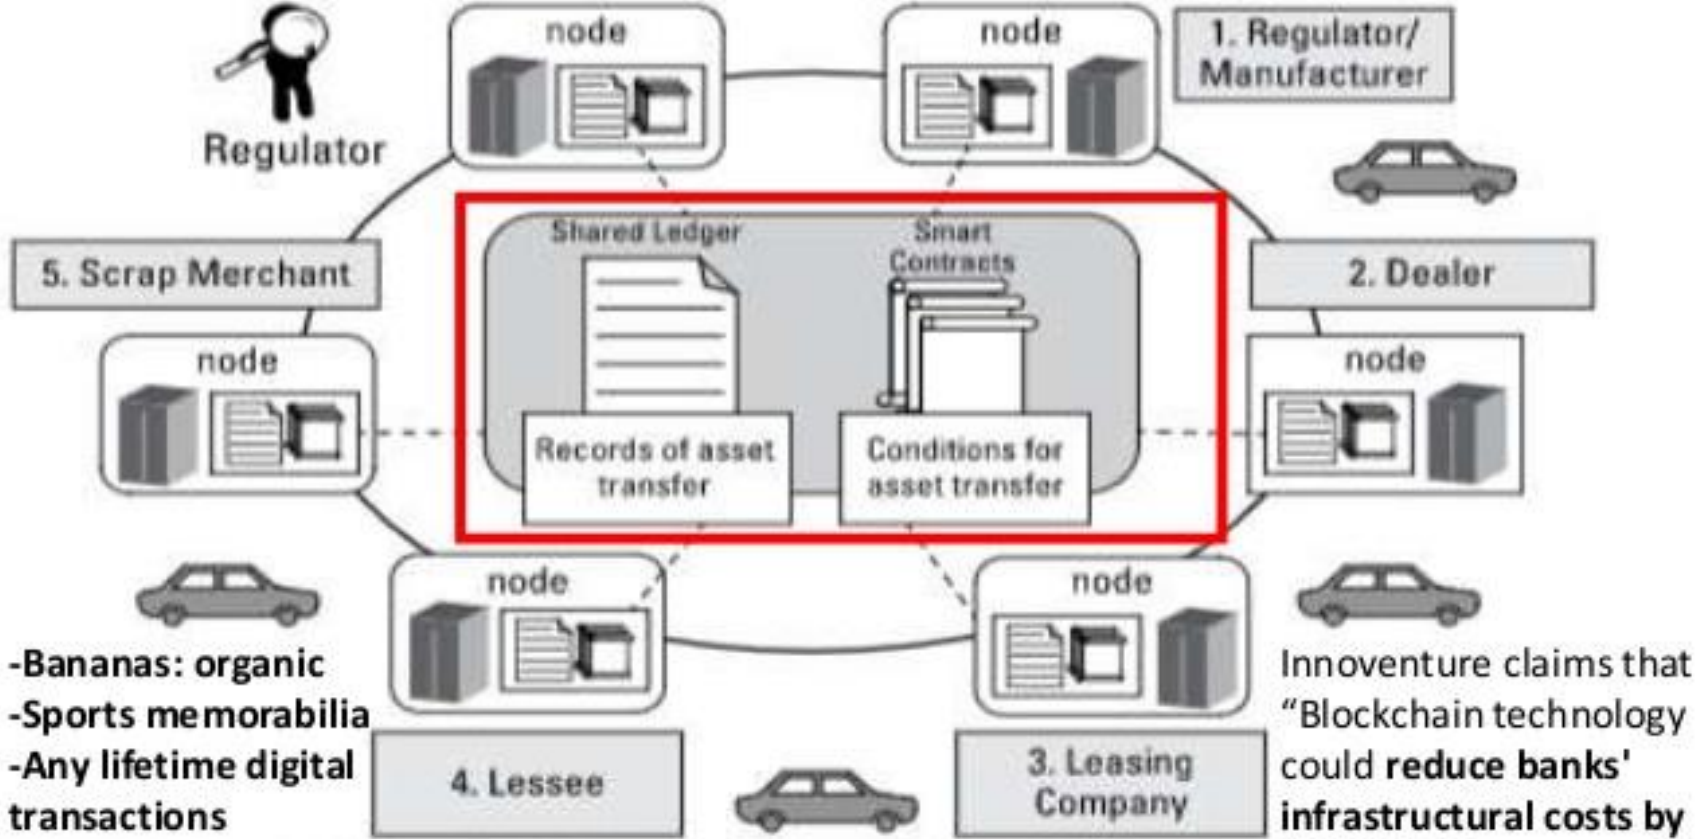 node
node
1. Regulator/
Manufacturer
Regulator
Shared Ledger
Smart
Contracts
5. Scrap Merchant
2. Dealer
node
node
Records of asset
transfer
Conditions for
asset transfer
node
node
-Bananas: organic
-Sports memorabilia
-Any lifetime digital
transactions
4. Lessee
3. Leasing
Company
Innoventure claims that
“Blockchain technology
could reduce banks'
infrastructural costs by